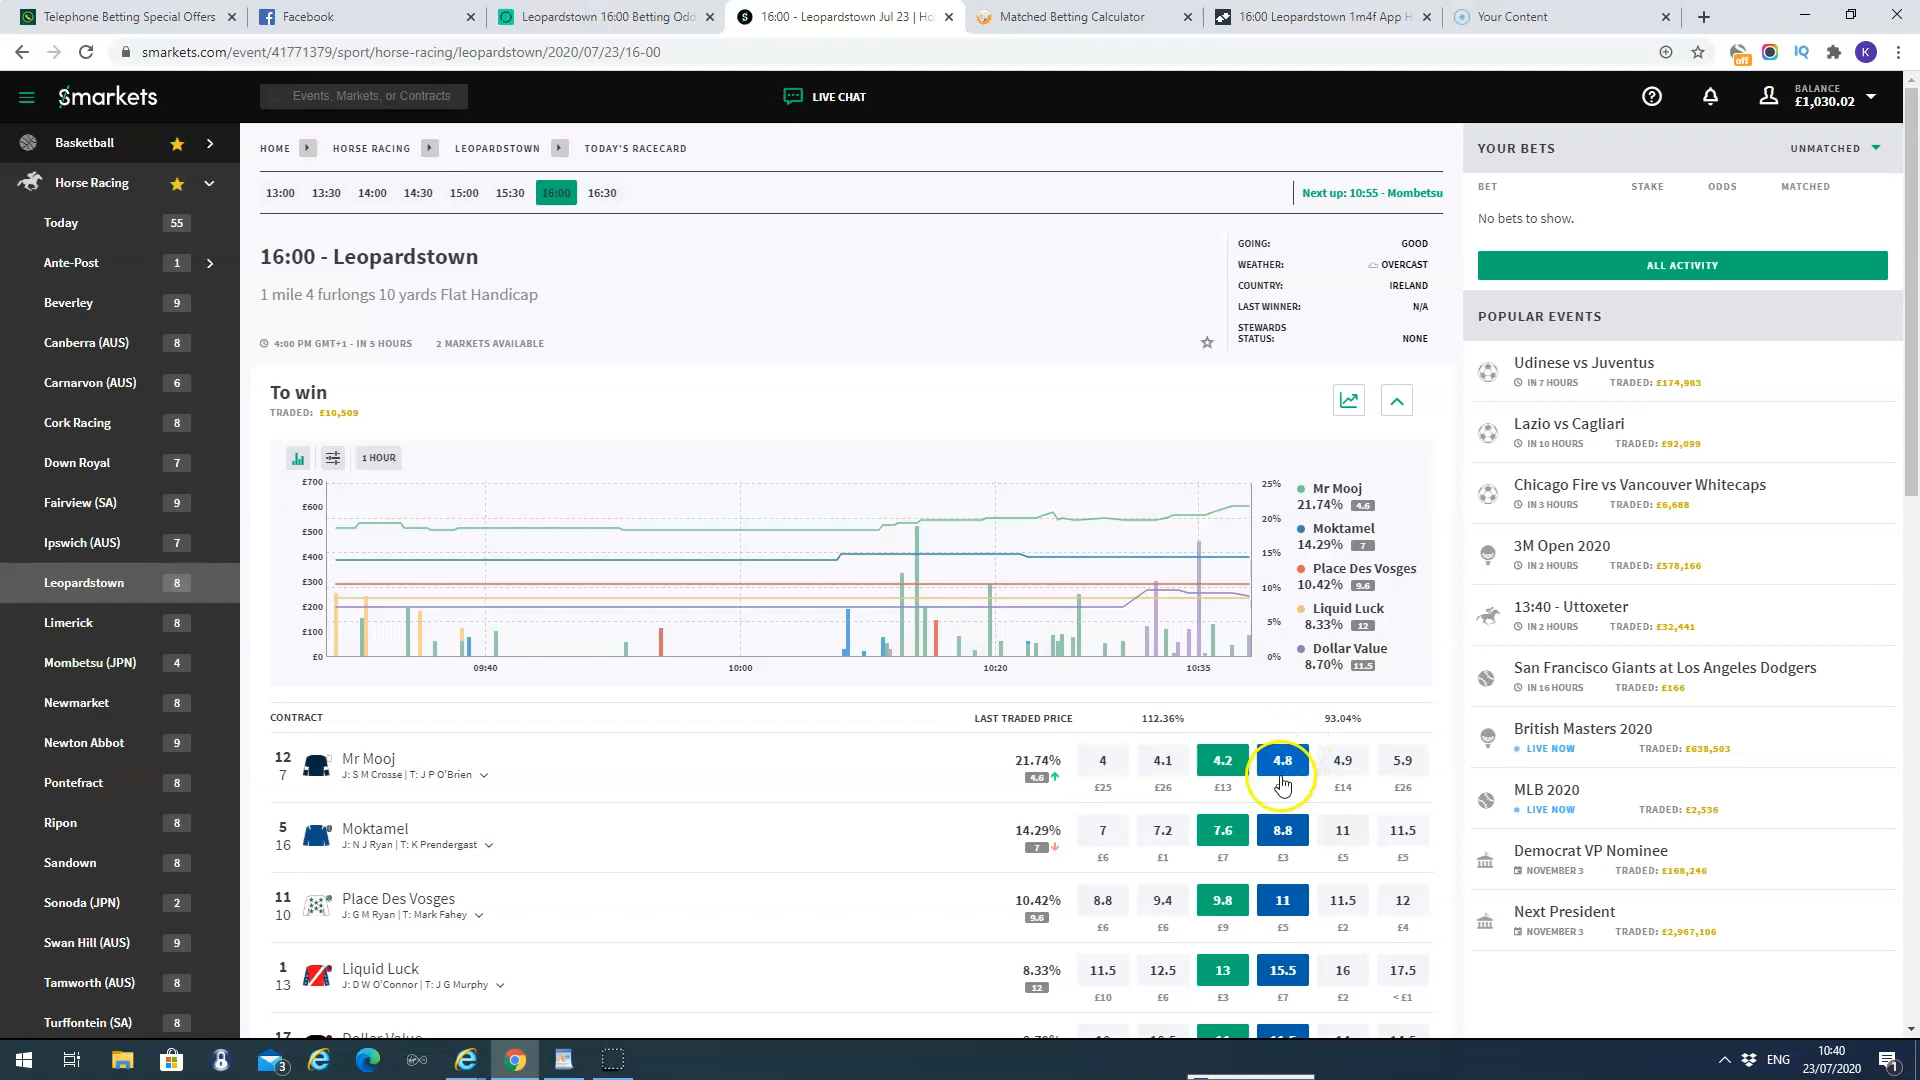 Telephone Betting Special Offers
Facebook
Leopardstown 16:00 Betting Odd
16:00 - Leopardstown Jul 23 | Ho
Matched Betting Calculator
16:00 Leopardstown 1m4f App H
Your Content
smarkets.com/event/41771379/sport/horse-racing/leopardstown/2020/07/23/16-00
off
IQ
K
smarkets
Events, Markets, or Contracts
LIVE CHAT
BALANCE
£1,030.02
Basketball
Horse Racing
Today 55
Ante-Post 1
Beverley 9
Canberra (AUS) 8
Carnarvon (AUS) 6
Cork Racing 8
Down Royal 7
Fairview (SA) 9
Ipswich (AUS) 7
Leopardstown 8
Limerick 8
Mombetsu (JPN) 4
Newmarket 8
Newton Abbot 9
Pontefract 8
Ripon 8
Sandown 8
Sonoda (JPN) 2
Swan Hill (AUS) 9
Tamworth (AUS) 8
Turffontein (SA) 8
HOME HORSE RACING LEOPARDSTOWN TODAY'S RACECARD
13:00 13:30 14:00 14:30 15:00 15:30 16:00 16:30
Next up: 10:55 - Mombetsu
16:00 - Leopardstown
1 mile 4 furlongs 10 yards Flat Handicap
4:00 PM GMT+1 - IN 5 HOURS 2 MARKETS AVAILABLE
GOING: GOOD
WEATHER: OVERCAST
COUNTRY: IRELAND
LAST WINNER: N/A
STEWARDS
STATUS: NONE
To win
TRADED: £10,509
1 HOUR
£700
£600
£500
£400
£300
£200
£100
£0
25%
20%
15%
10%
5%
0%
09:40 10:00 10:20 10:35
Mr Mooj
21.74% 4.6
Moktamel
14.29% 7
Place Des Vosges
10.42% 9.6
Liquid Luck
8.33% 12
Dollar Value
8.70% 11.5
CONTRACT LAST TRADED PRICE 112.36% 93.04%
12 Mr Mooj 21.74% 4 4.1 4.2 4.8 4.9 5.9
7 J: S M Crosse | T: J P O'Brien 4.6 £25 £26 £13 £14 £26
5 Moktamel 14.29% 7 7.2 7.6 8.8 11 11.5
16 J: N J Ryan | T: K Prendergast 7 £6 £1 £7 £3 £5 £5
11 Place Des Vosges 10.42% 8.8 9.4 9.8 11 11.5 12
10 J: G M Ryan | T: Mark Fahey 9.6 £6 £6 £9 £5 £2 £4
1 Liquid Luck 8.33% 11.5 12.5 13 15.5 16 17.5
13 J: D W O'Connor | T: J G Murphy 12 £10 £6 £3 £7 £2 < £1
YOUR BETS UNMATCHED
BET STAKE ODDS MATCHED
No bets to show.
ALL ACTIVITY
POPULAR EVENTS
Udinese vs Juventus
IN 7 HOURS TRADED: £174,983
Lazio vs Cagliari
IN 10 HOURS TRADED: £92,099
Chicago Fire vs Vancouver Whitecaps
IN 3 HOURS TRADED: £6,688
3M Open 2020
IN 2 HOURS TRADED: £578,166
13:40 - Uttoxeter
IN 2 HOURS TRADED: £32,441
San Francisco Giants at Los Angeles Dodgers
IN 16 HOURS TRADED: £166
British Masters 2020
LIVE NOW TRADED: £638,503
MLB 2020
LIVE NOW TRADED: £2,536
Democrat VP Nominee
NOVEMBER 3 TRADED: £168,246
Next President
NOVEMBER 3 TRADED: £2,967,106
3
ENG
10:40
23/07/2020
1